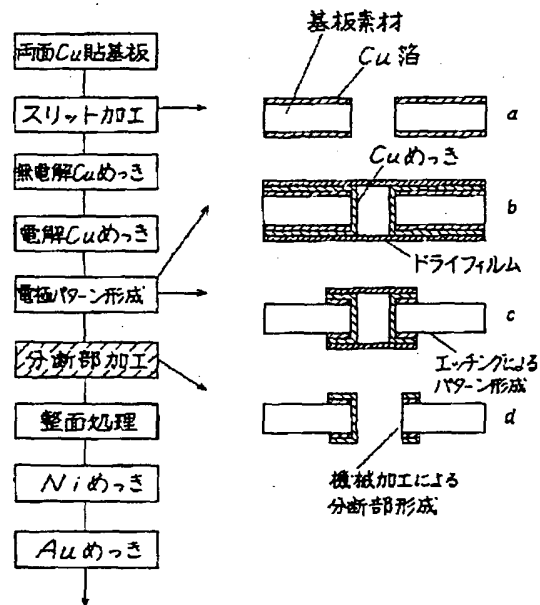 両面Cu貼基板
スリット加工
無電解Cuめっき
電解Cuめっき
電極パターン形成
分断部加工
整面処理
Niめっき
Auめっき
基板素材
Cu箔
a
Cuめっき
b
ドライフィルム
c
エッチングによる
パターン形成
d
機械加工による
分断部形成